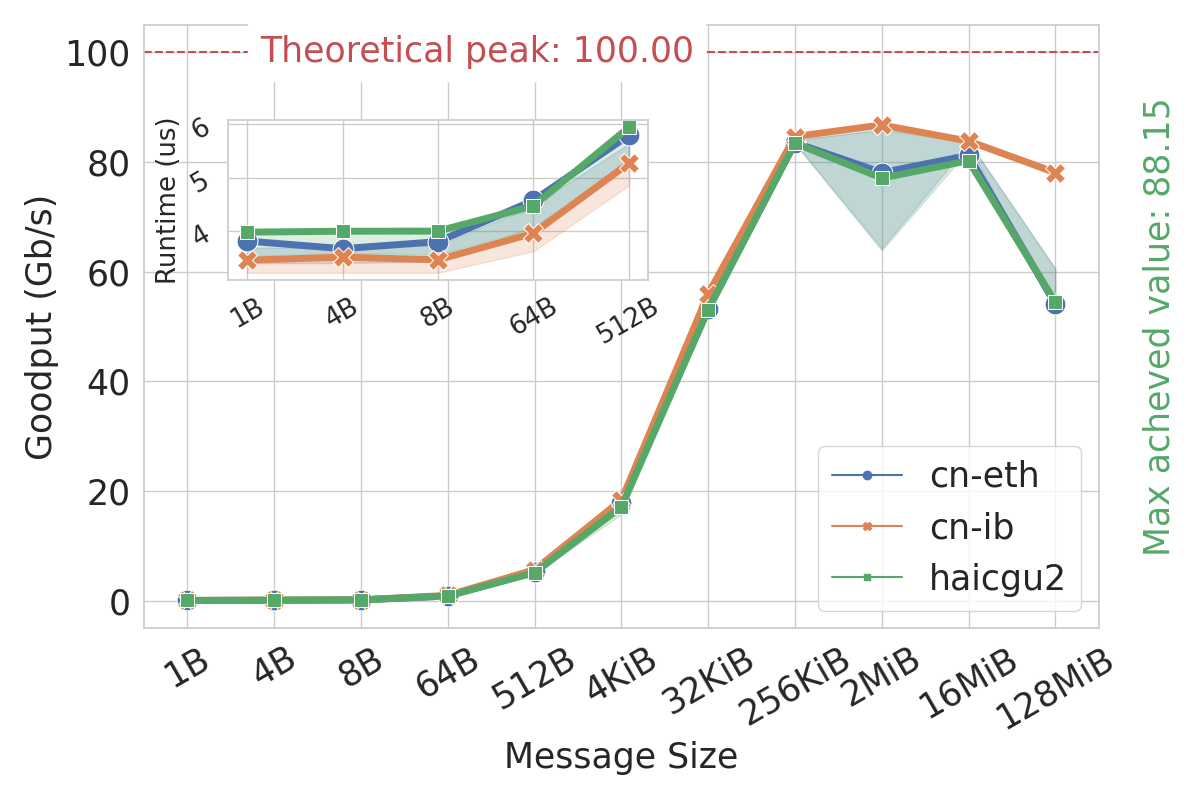 Theoretical peak: 100.00
Goodput (Gb/s)
100
80
60
40
20
0
Runtime (us)
6
5
4
1B
4B
8B
64B
512B
cn-eth
cn-ib
haicgu2
1B
4B
8B
64B
512B
4KiB
32KiB
256KiB
2MiB
16MiB
128MiB
Message Size
Max acheved value: 88.15